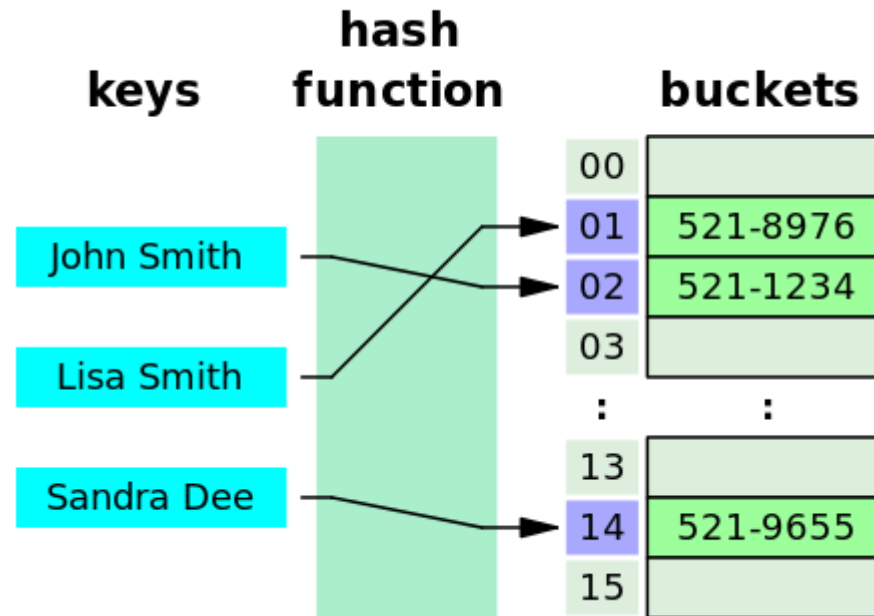 hash
keys function buckets
00
01 521-8976
John Smith
02 521-1234
03
Lisa Smith
: :
13
Sandra Dee
14 521-9655
15